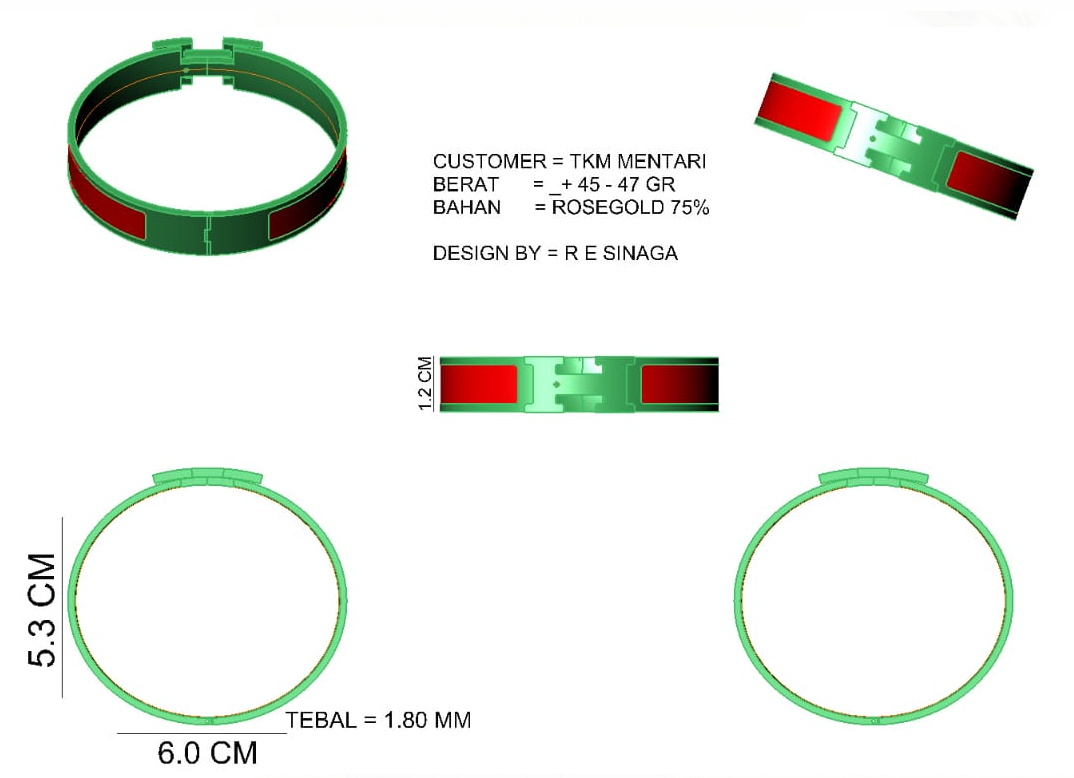 CUSTOMER = TKM MENTARI
BERAT = _+ 45 - 47 GR
BAHAN = ROSEGOLD 75%
DESIGN BY = R E SINAGA
1.2 CM
5.3 CM
TEBAL = 1.80 MM
6.0 CM